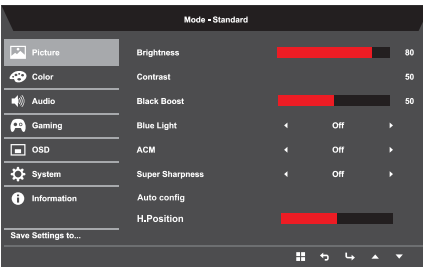 Mode - Standard
Picture
Brightness 80
Color
Contrast 50
Audio
Black Boost 50
Gaming
Blue Light Off
OSD
ACM Off
System
Super Sharpness Off
Information
Auto config
H.Position
Save Settings to...